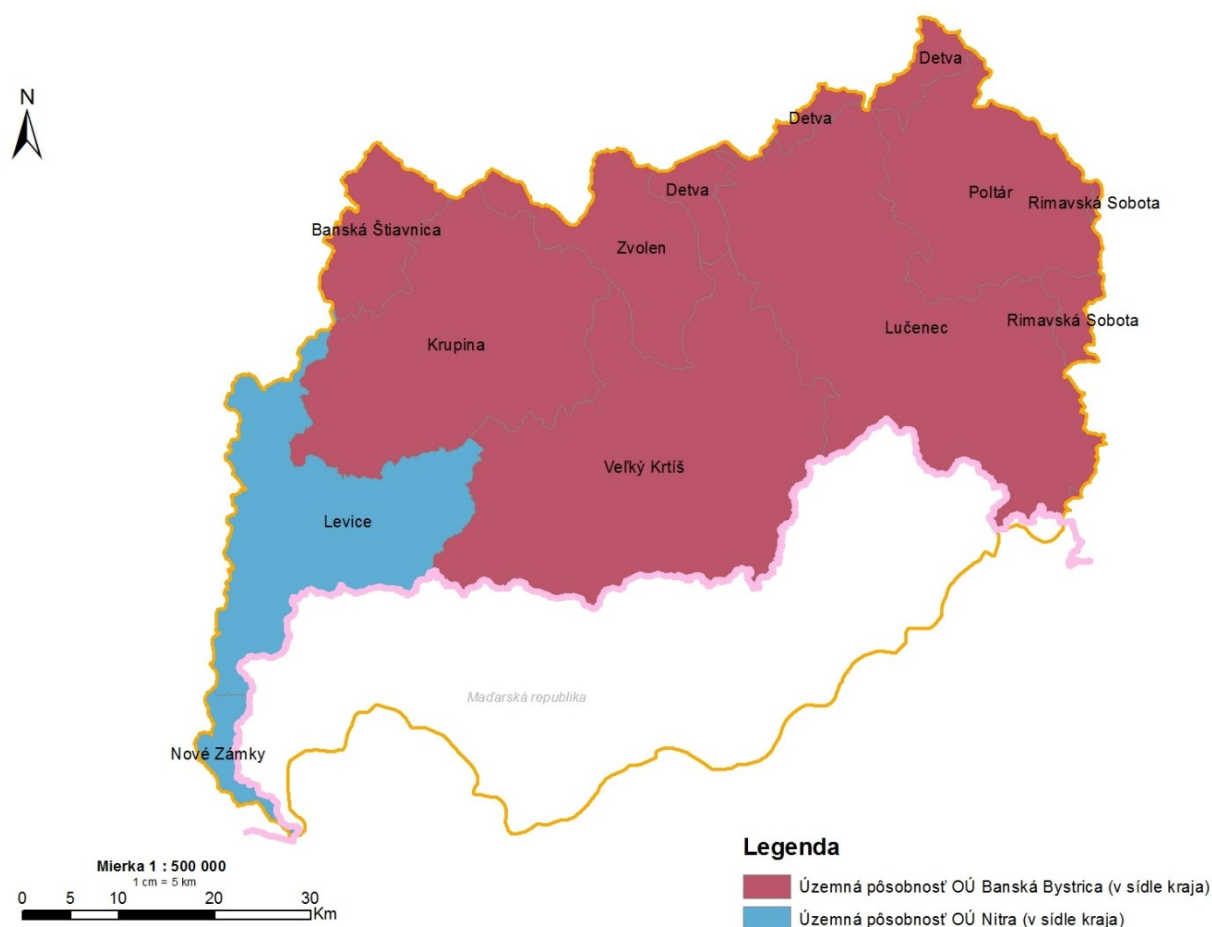 Detva
N
Detva
Detva
Poltár
Rimavská Sobota
Banská Štiavnica
Zvolen
Rimavská Sobota
Lučenec
Krupina
Veľký Krtíš
Levice
Maďarská republika
Nové Zámky
Mierka 1 : 500 000
1 cm = 5 km
0 5 10 20 30
Km
Legenda
Územná pôsobnosť OÚ Banská Bystrica (v sídle kraja)
Územná pôsobnosť OÚ Nitra (v sídle kraja)